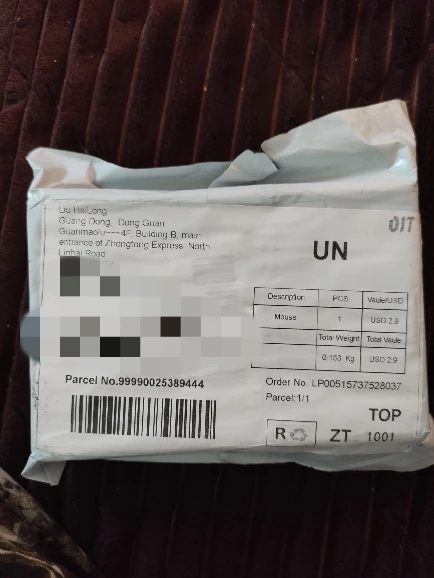 Liu HaiLong
Guang Dong, Dong Guan
Guanmaolu---4F, Building B, main
entrance of Zhongtong Express, North
Linhai Road
OIT
UN
Description PCS Vaule/USD
Mouse 1 USD 2.9
Total Weight Total Vaule
0.153 Kg USD 2.9
Parcel No.99990025389444
Order No. LP00515737528037
Parcel:1/1
TOP
R ZT 1001